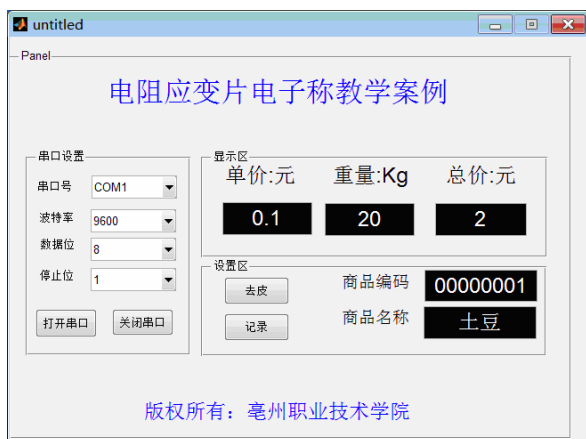 untitled
Panel
电阻应变片电子称教学案例
串口设置
串口号 COM1
波特率 9600
数据位 8
停止位 1
打开串口 关闭串口
显示区
单价:元 重量:Kg 总价:元
0.1 20 2
设置区
去皮 商品编码 00000001
记录 商品名称 土豆
版权所有：亳州职业技术学院